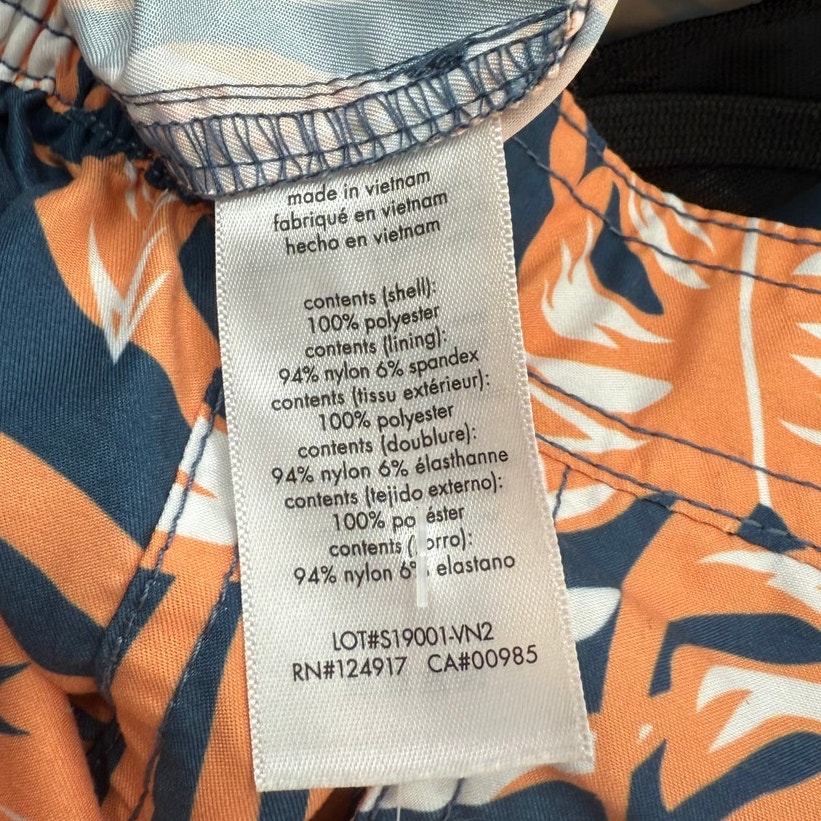 made in vietnam
fabriqué en vietnam
hecho en vietnam
contents (shell):
100% polyester
contents (lining):
94% nylon 6% spandex
contents (tissu extérieur):
100% polyester
contents (doublure):
94% nylon 6% élasthanne
contents (tejido externo):
100%
contents
94% nylon elastano
LOT#S19001-VN2
RN#124917 CA#00985